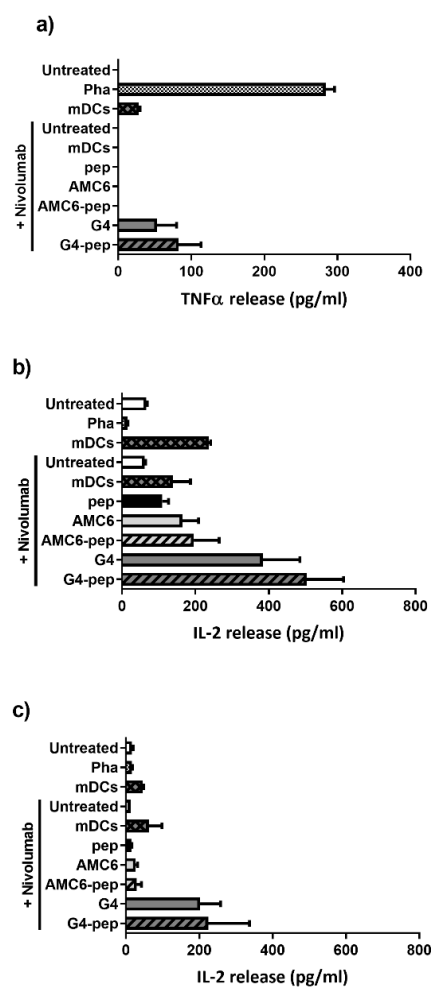 a)
Untreated
Pha
mDCs
+ Nivolumab
Untreated
mDCs
pep
AMC6
AMC6-pep
G4
G4-pep
0 100 200 300 400
TNFα release (pg/ml)
b)
Untreated
Pha
mDCs
+ Nivolumab
Untreated
mDCs
pep
AMC6
AMC6-pep
G4
G4-pep
0 200 400 600 800
IL-2 release (pg/ml)
c)
Untreated
Pha
mDCs
+ Nivolumab
Untreated
mDCs
pep
AMC6
AMC6-pep
G4
G4-pep
0 200 400 600 800
IL-2 release (pg/ml)